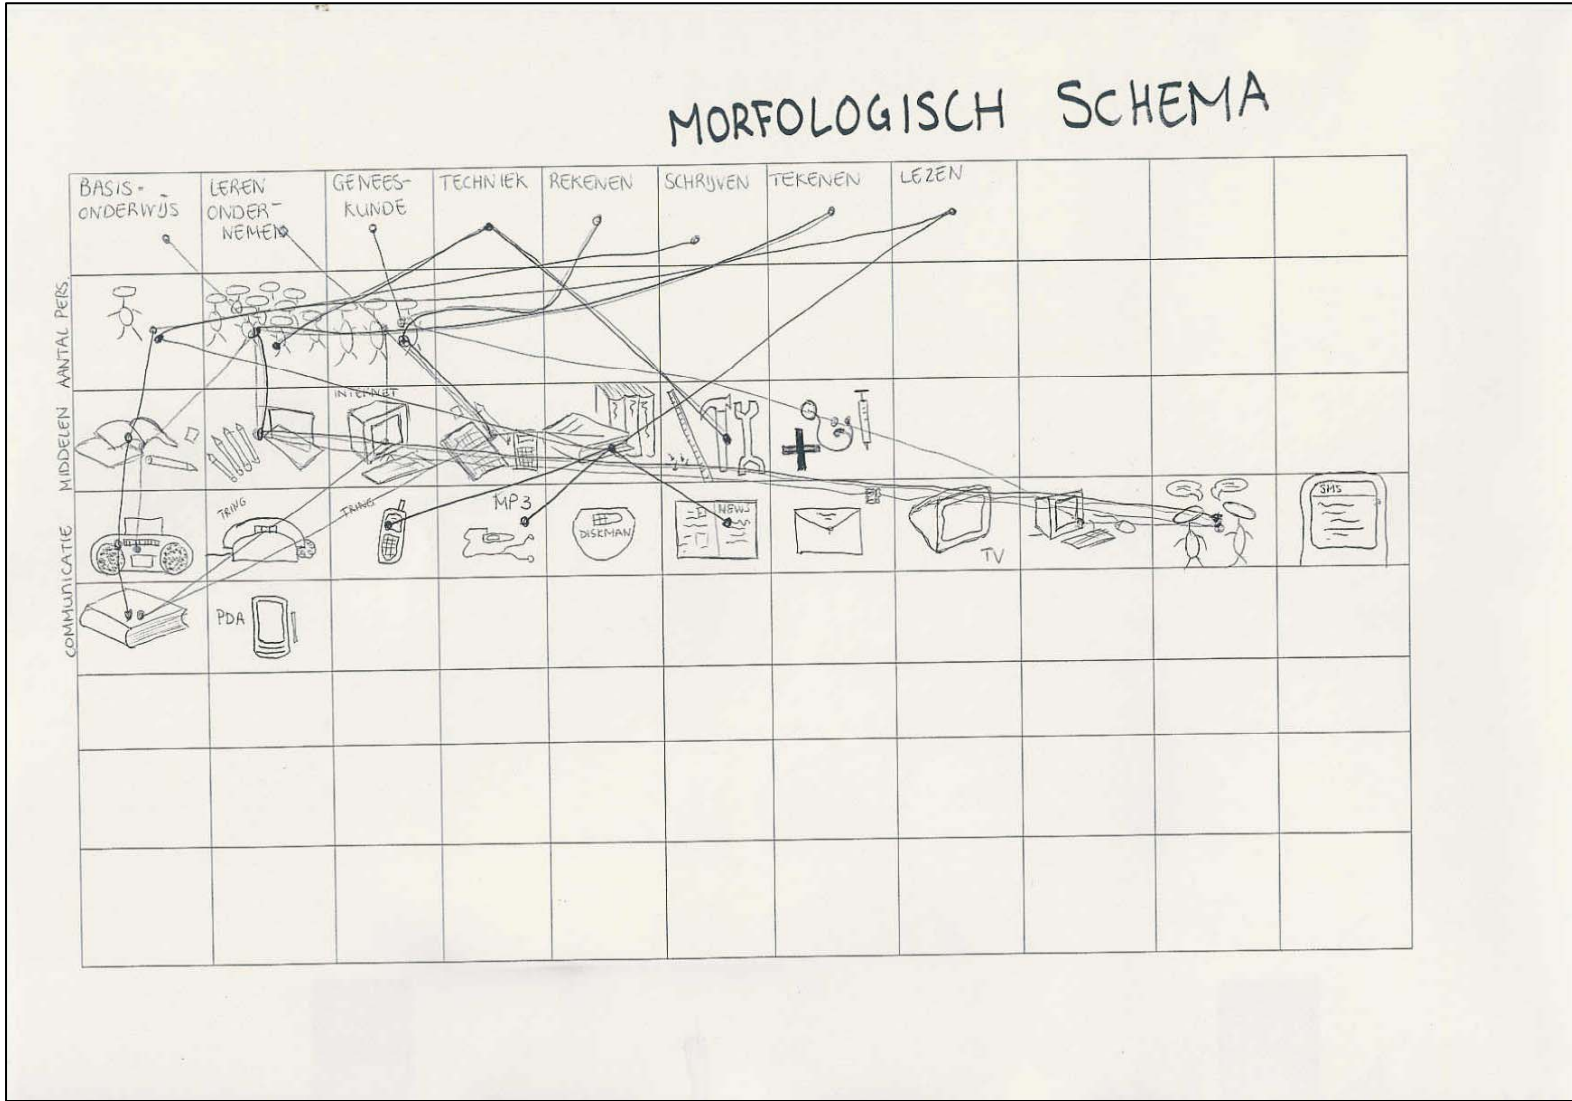 MORFOLOGISCH SCHEMA
BASIS-
ONDERWIJS
LEREN
ONDER-
NEMEN
GENEES-
KUNDE
TECHNIEK
REKENEN
SCHRIJVEN
TEKENEN
LEZEN
AANTAL PERS.
MIDDELEN
INTERNET
COMMUNICATIE
TRING
TRING
MP3
DISKMAN
NEWS
TV
SMS
PDA